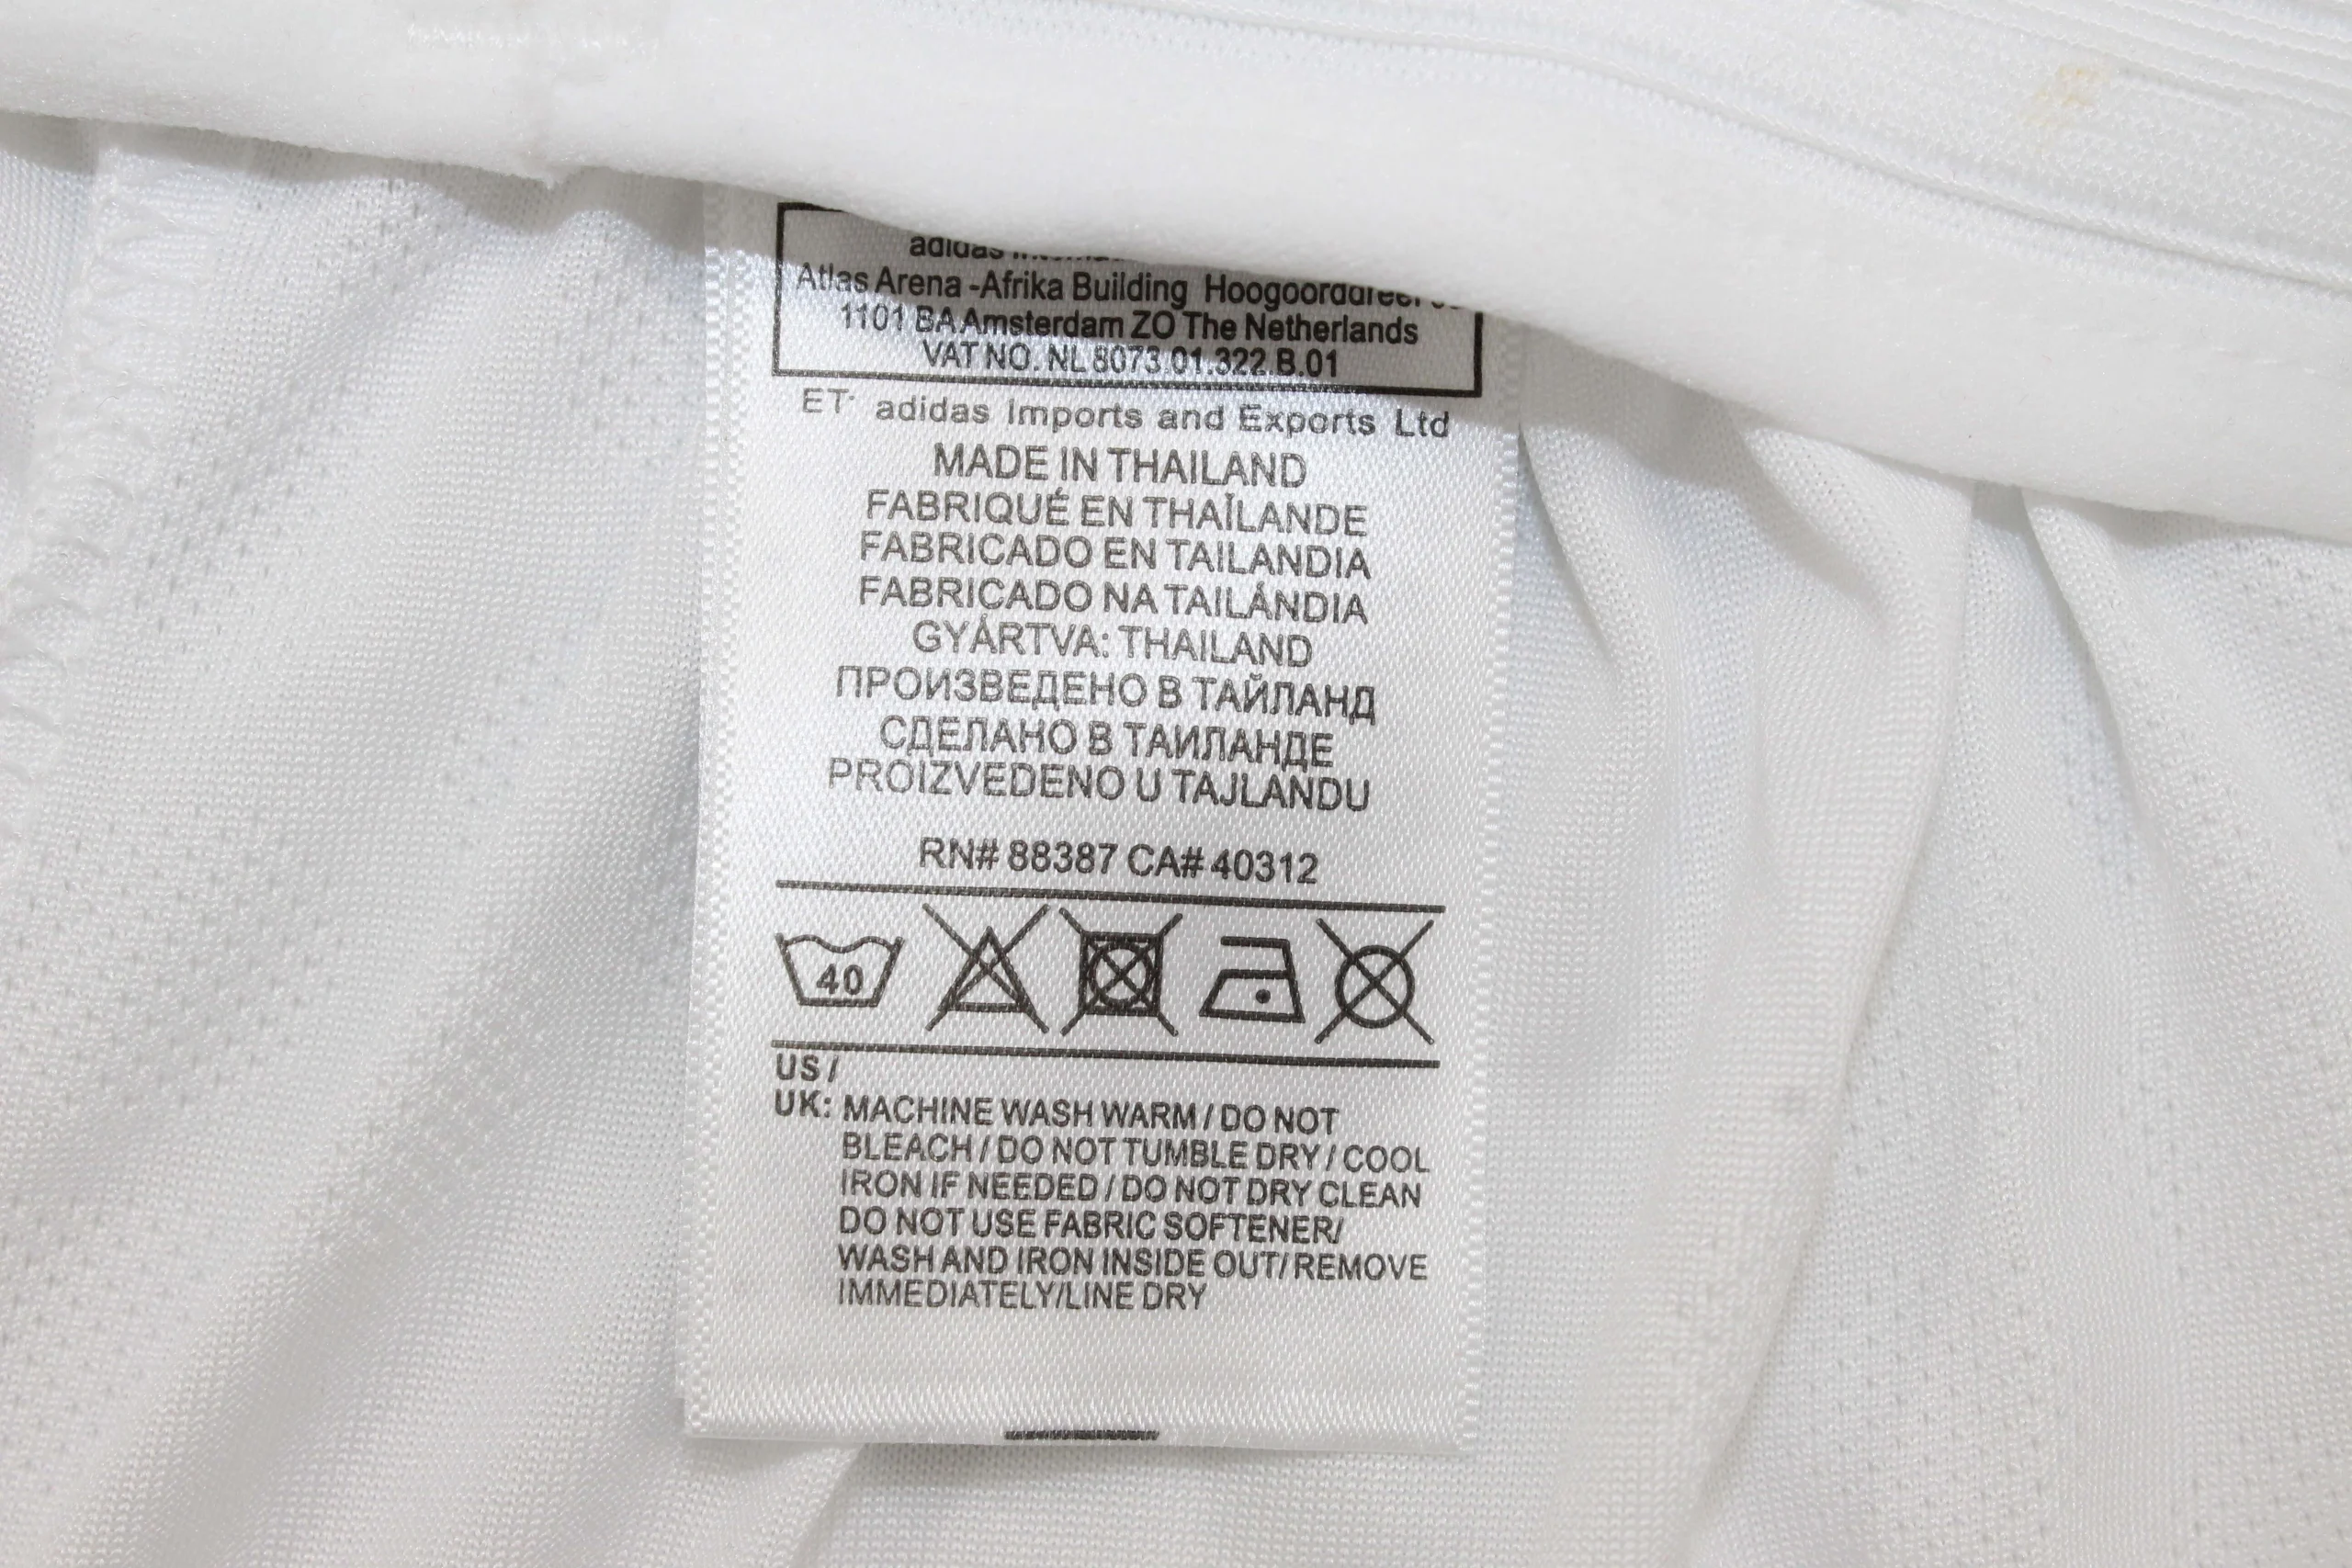 adidas
Atlas Arena -Afrika Building Hoogoorddreef
1101 BA Amsterdam ZO The Netherlands
VAT NO. NL 8073.01.322.B.01
ET· adidas Imports and Exports Ltd
MADE IN THAILAND
FABRIQUÉ EN THAÏLANDE
FABRICADO EN TAILANDIA
FABRICADO NA TAILÁNDIA
GYÁRTVA: THAILAND
ПРОИЗВЕДЕНО В ТАЙЛАНД
СДЕЛАНО В ТАИЛАНДЕ
PROIZVEDENO U TAJLANDU
RN# 88387 CA# 40312
40
US /
UK: MACHINE WASH WARM / DO NOT
BLEACH / DO NOT TUMBLE DRY / COOL
IRON IF NEEDED / DO NOT DRY CLEAN
DO NOT USE FABRIC SOFTENER/
WASH AND IRON INSIDE OUT/ REMOVE
IMMEDIATELY/LINE DRY